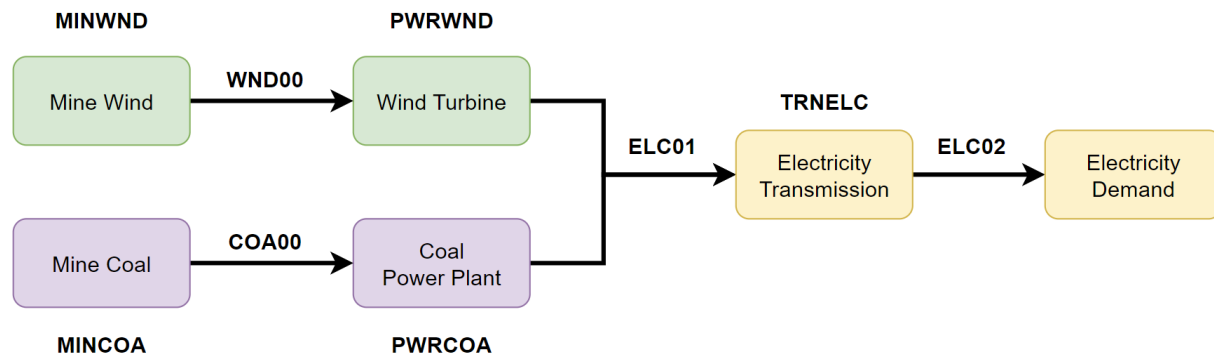 MINWND
PWRWND
Mine Wind
WND00
Wind Turbine
TRNELC
ELC01
Electricity
Transmission
ELC02
Electricity
Demand
Mine Coal
COA00
Coal
Power Plant
MINCOA
PWRCOA